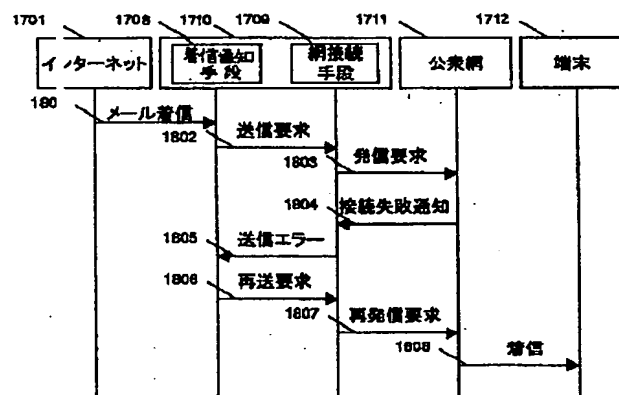 1701
1708
1710
1709
1711
1712
インターネット
着信通知
手段
網接続
手段
公衆網
端末
180
メール着信
1802
送信要求
1803
発信要求
1804
接続失敗通知
1805
送信エラー
1806
再送要求
1807
再発信要求
1808
着信